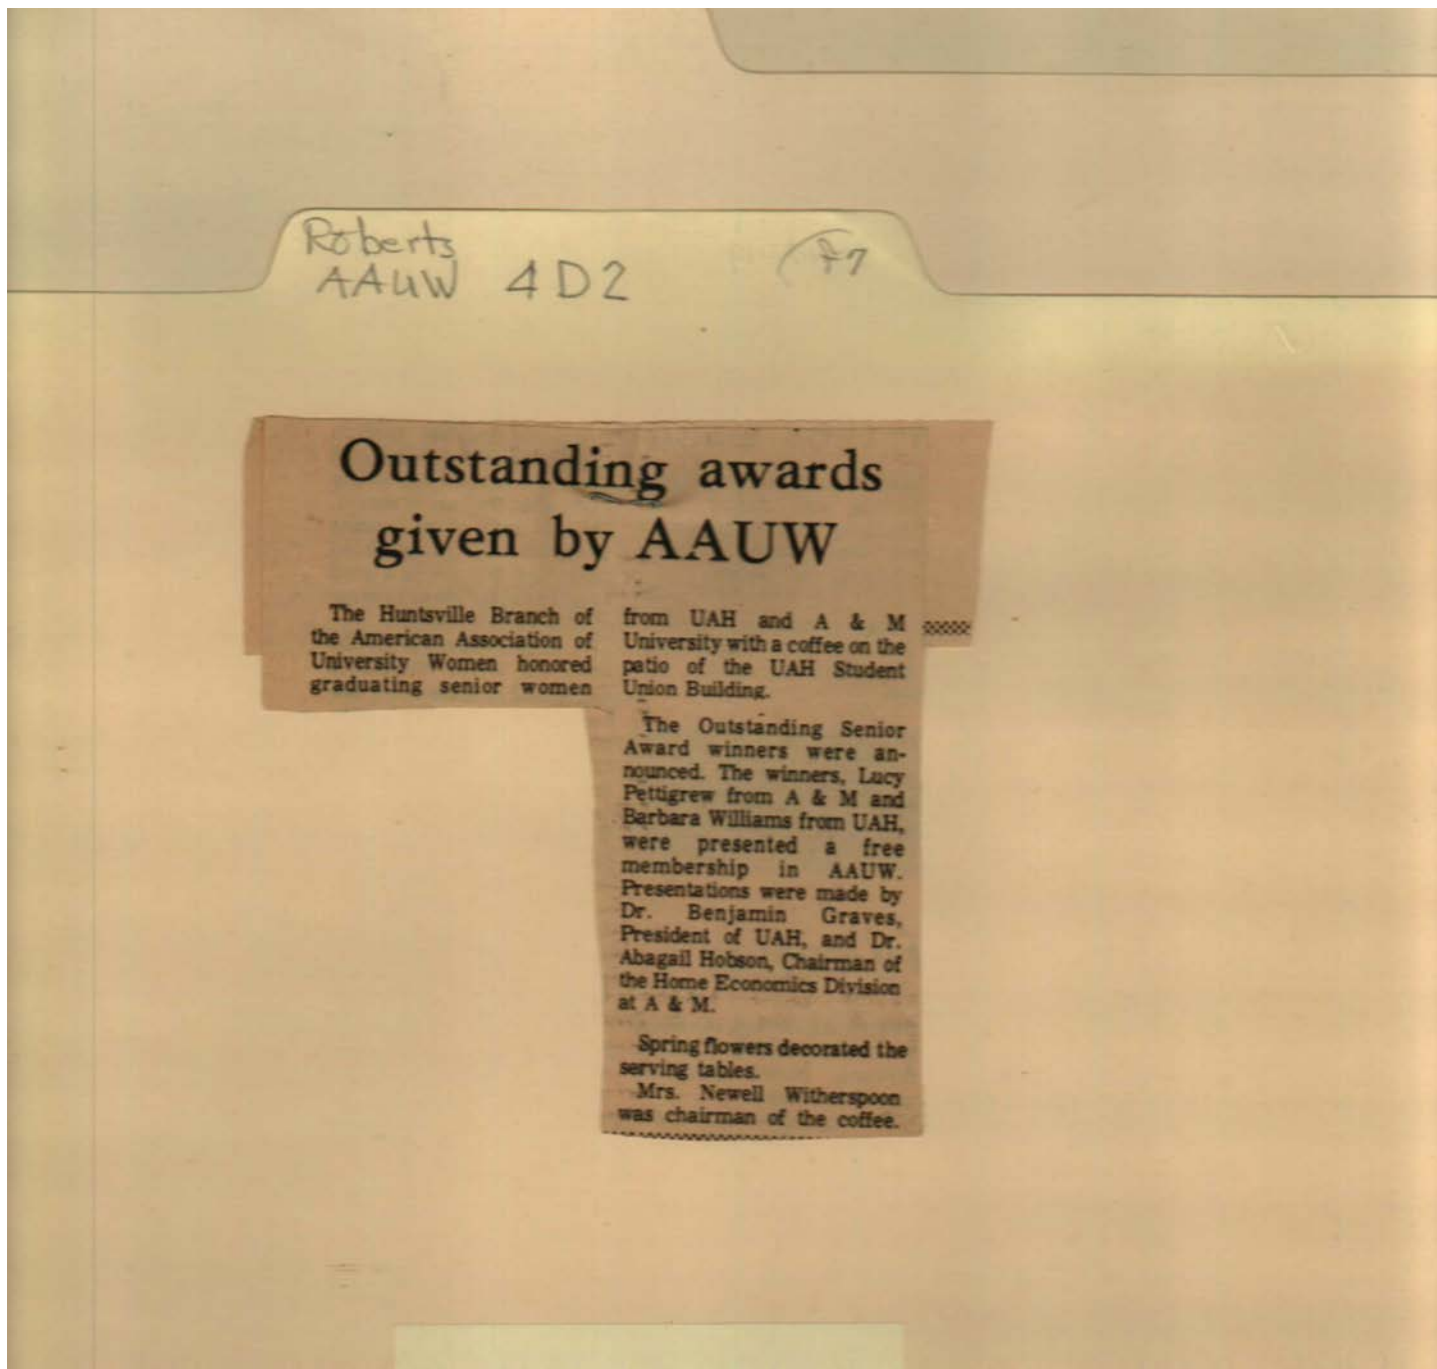 Roberts
AAUW 4D2
f7
Outstanding awards
given by AAUW
The Huntsville Branch of
the American Association of
University Women honored
graduating senior women
from UAH and A & M
University with a coffee on the
patio of the UAH Student
Union Building.
The Outstanding Senior
Award winners were an-
nounced. The winners, Lucy
Pettigrew from A & M and
Barbara Williams from UAH,
were presented a free
membership in AAUW.
Presentations were made by
Dr. Benjamin Graves,
President of UAH, and Dr.
Abagail Hobson, Chairman of
the Home Economics Division
at A & M.
Spring flowers decorated the
serving tables.
Mrs. Newell Witherspoon
was chairman of the coffee.